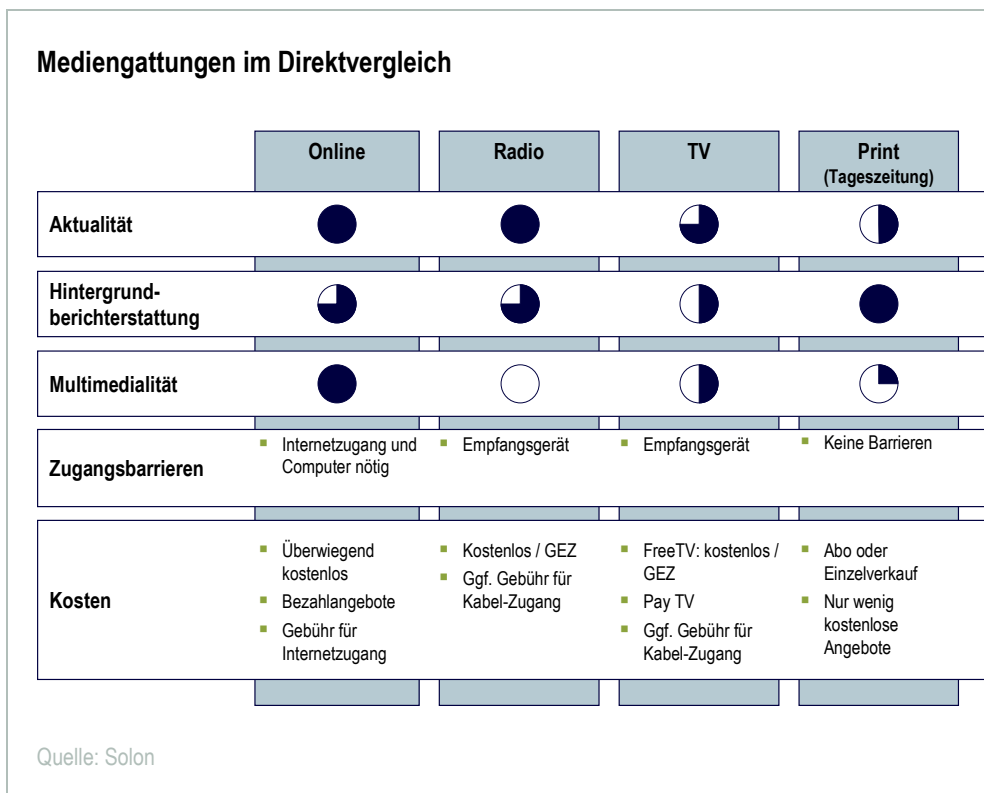 Mediengattungen im Direktvergleich
Online
Radio
TV
Print
(Tageszeitung)
Aktualität
Hintergrund-
berichterstattung
Multimedialität
Zugangsbarrieren
Internetzugang und
Computer nötig
Empfangsgerät
Empfangsgerät
Keine Barrieren
Kosten
Überwiegend
kostenlos
Bezahlangebote
Gebühr für
Internetzugang
Kostenlos / GEZ
Ggf. Gebühr für
Kabel-Zugang
FreeTV: kostenlos /
GEZ
Pay TV
Ggf. Gebühr für
Kabel-Zugang
Abo oder
Einzelverkauf
Nur wenig
kostenlose
Angebote
Quelle: Solon